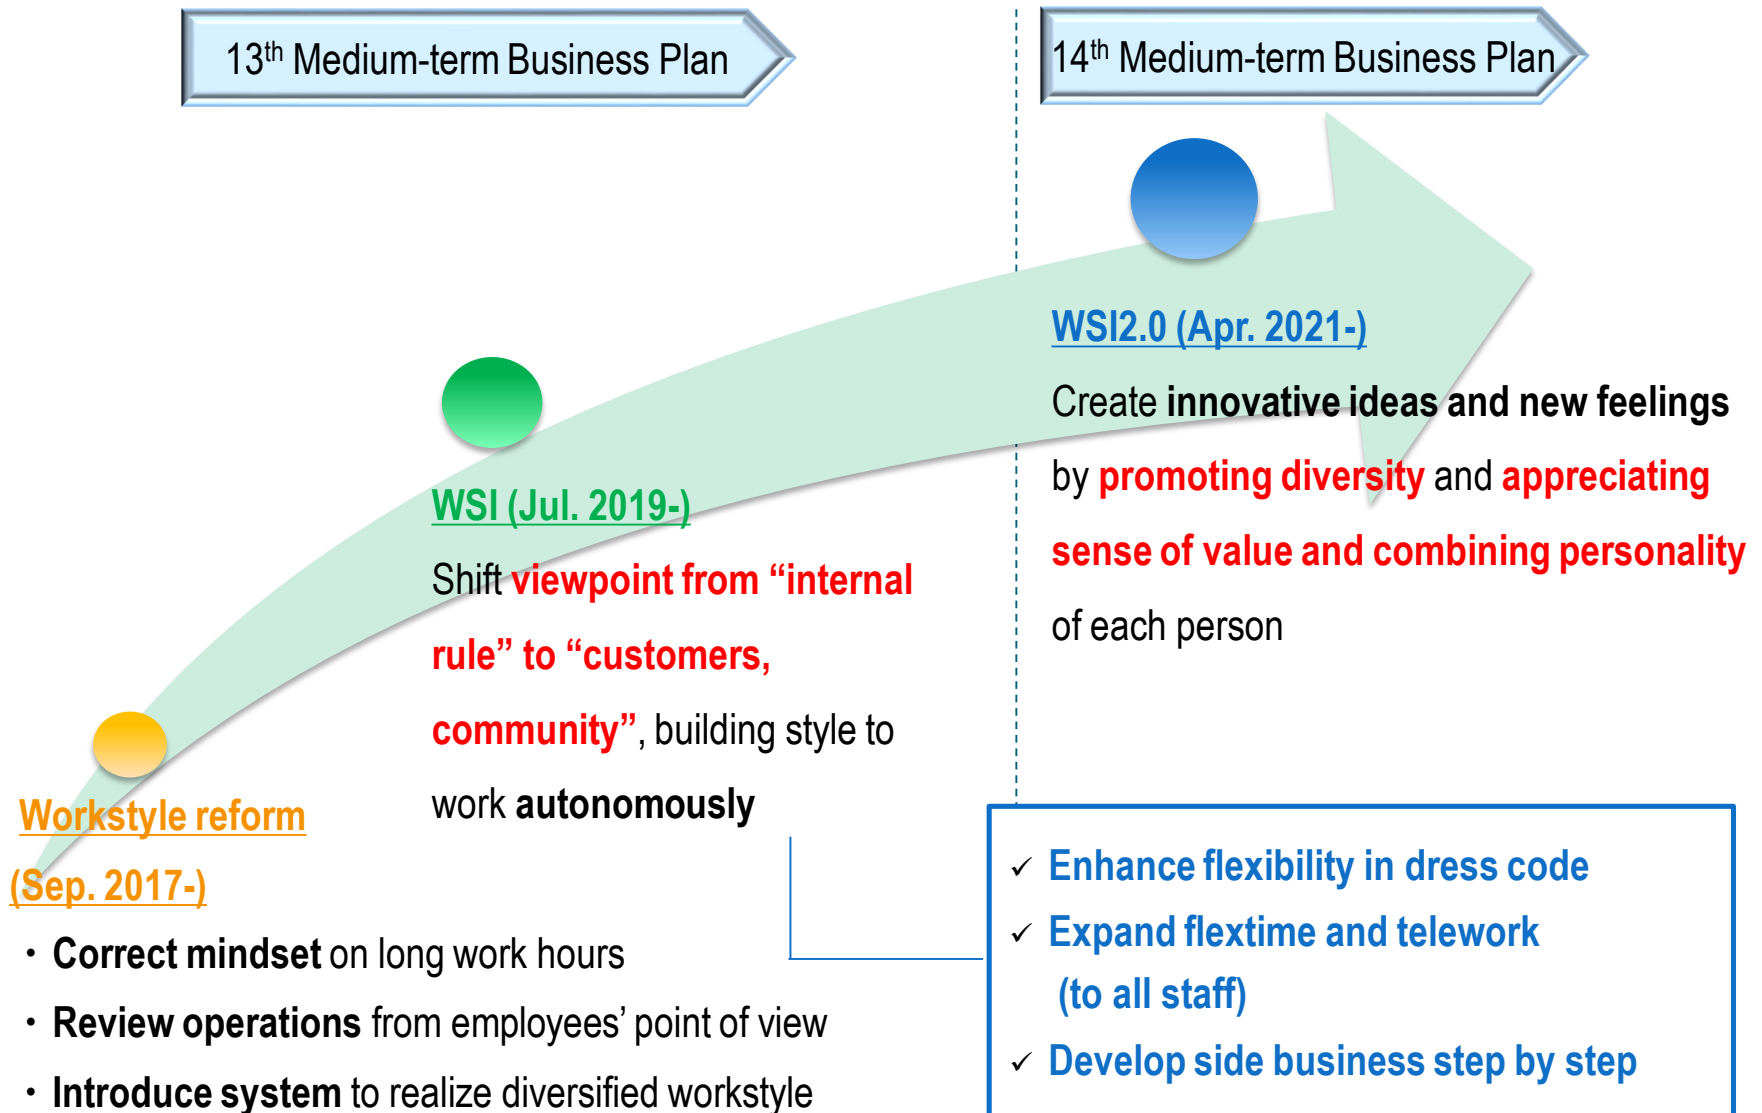 13th Medium-term Business Plan
14th Medium-term Business Plan
WSI2.0 (Apr. 2021-)
Create innovative ideas and new feelings
by promoting diversity and appreciating
sense of value and combining personality
of each person
WSI (Jul. 2019-)
Shift viewpoint from “internal
rule” to “customers,
community”, building style to
work autonomously
Workstyle reform
(Sep. 2017-)
・Correct mindset on long work hours
・Review operations from employees’ point of view
・Introduce system to realize diversified workstyle
✓ Enhance flexibility in dress code
✓ Expand flextime and telework
(to all staff)
✓ Develop side business step by step